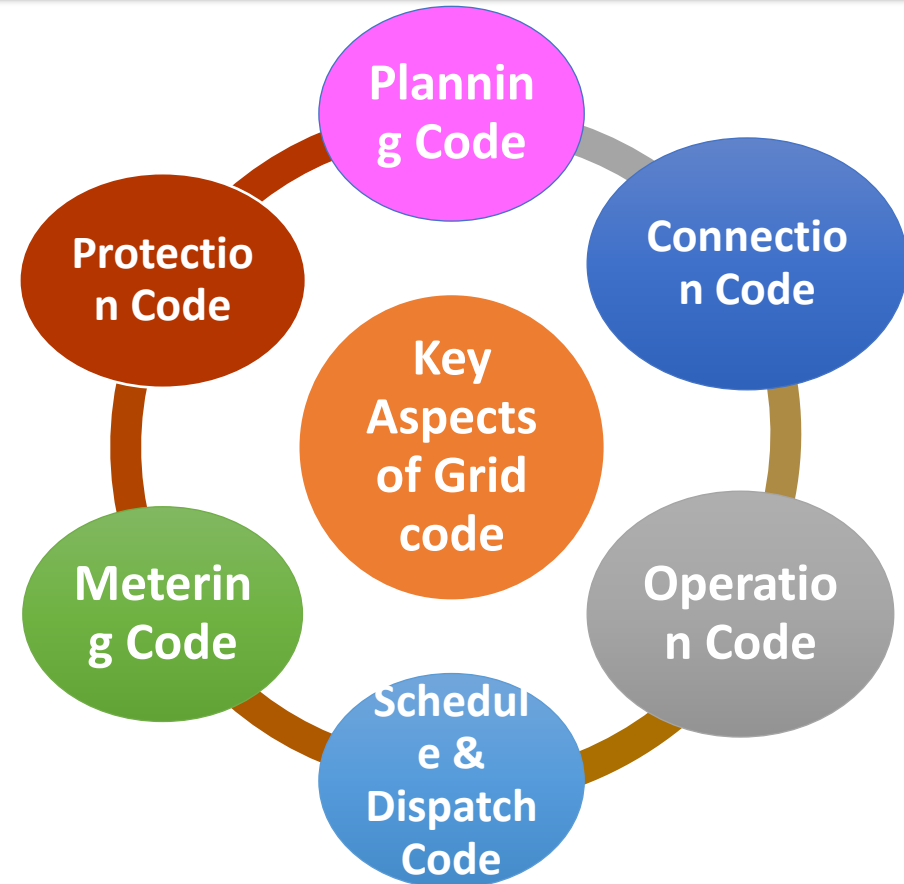 Plannin
g Code
Connectio
n Code
Operatio
n Code
Schedul
e &
Dispatch
Code
Meterin
g Code
Protectio
n Code
Key
Aspects
of Grid
code